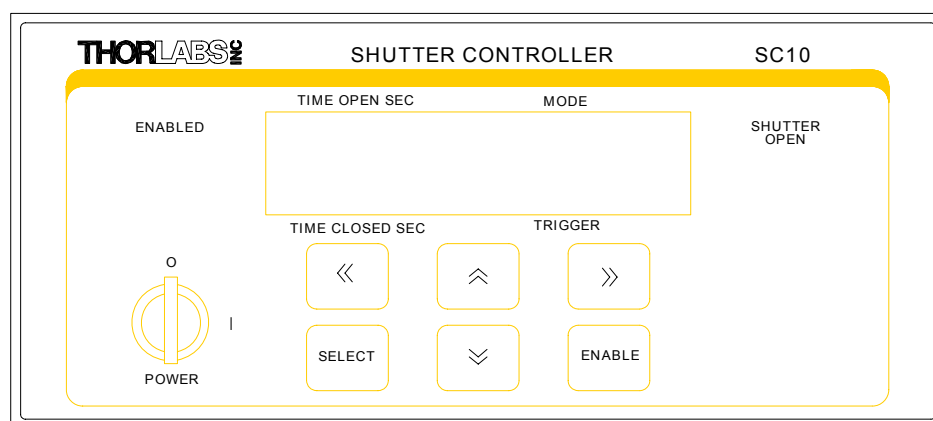 THORLABS INC SHUTTER CONTROLLER SC10
TIME OPEN SEC MODE
ENABLED
SHUTTER
OPEN
TIME CLOSED SEC TRIGGER
O
I
SELECT
ENABLE
POWER